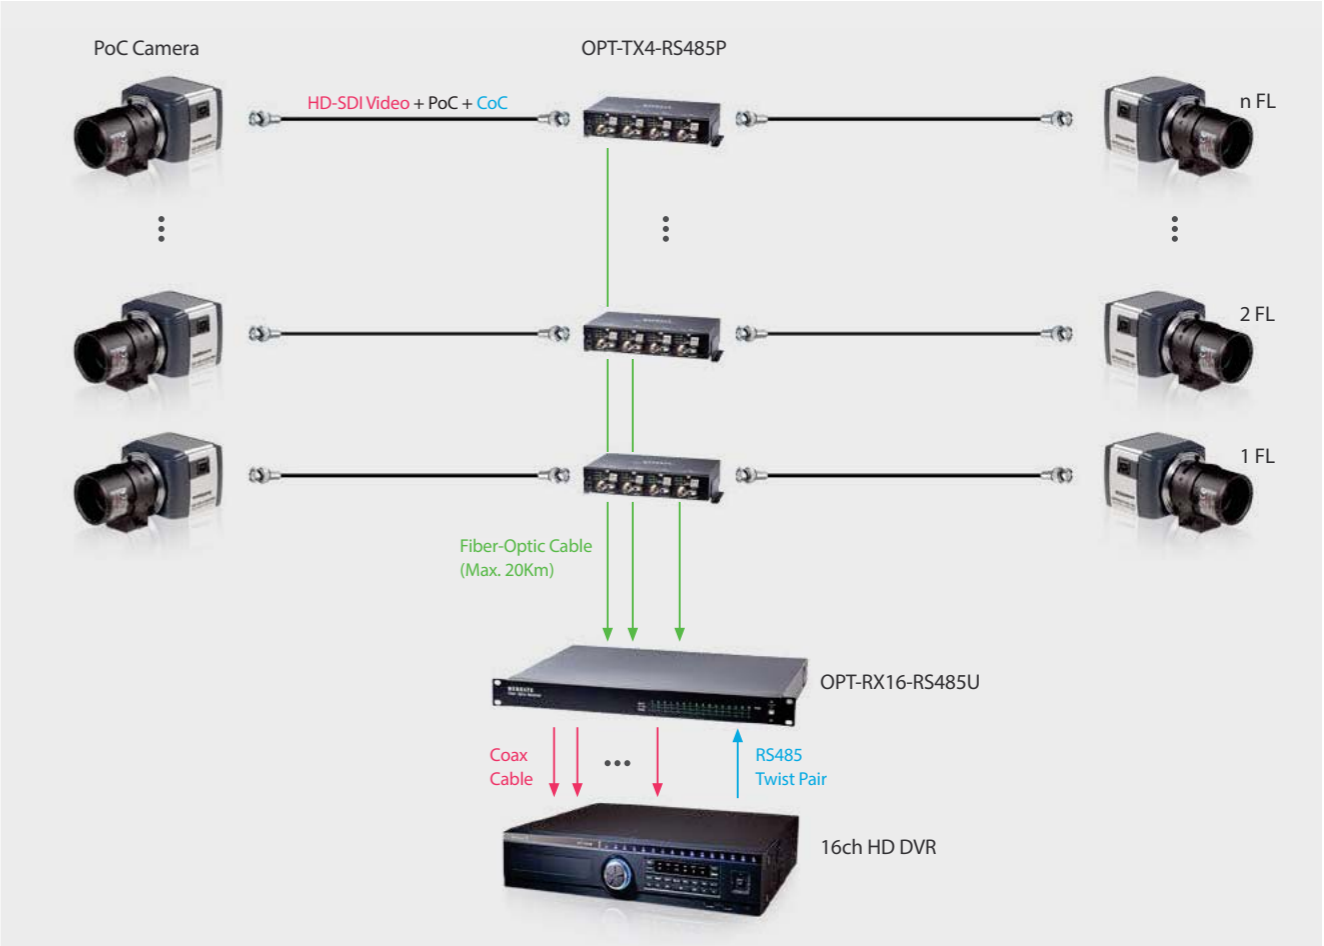 PoC Camera
OPT-TX4-RS485P
HD-SDI Video + PoC + CoC
n FL
2 FL
1 FL
Fiber-Optic Cable
(Max. 20Km)
OPT-RX16-RS485U
Coax
Cable
RS485
Twist Pair
16ch HD DVR